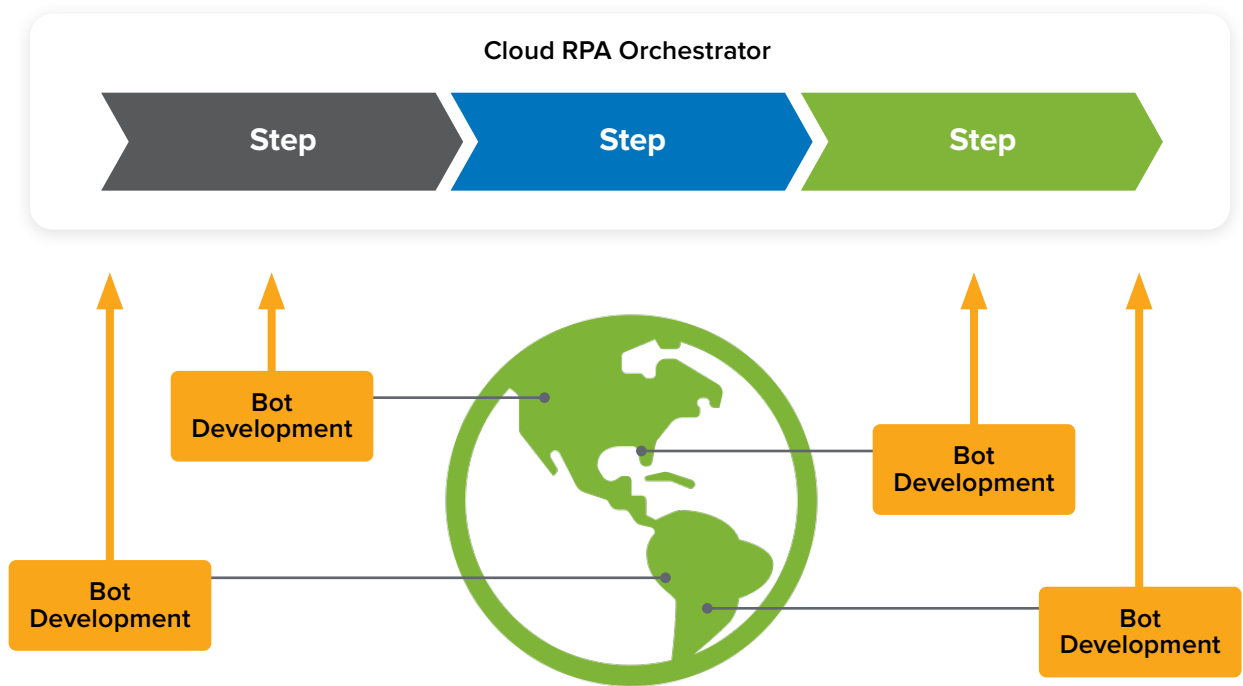 Cloud RPA Orchestrator
Step
Step
Step
Bot
Development
Bot
Development
Bot
Development
Bot
Development